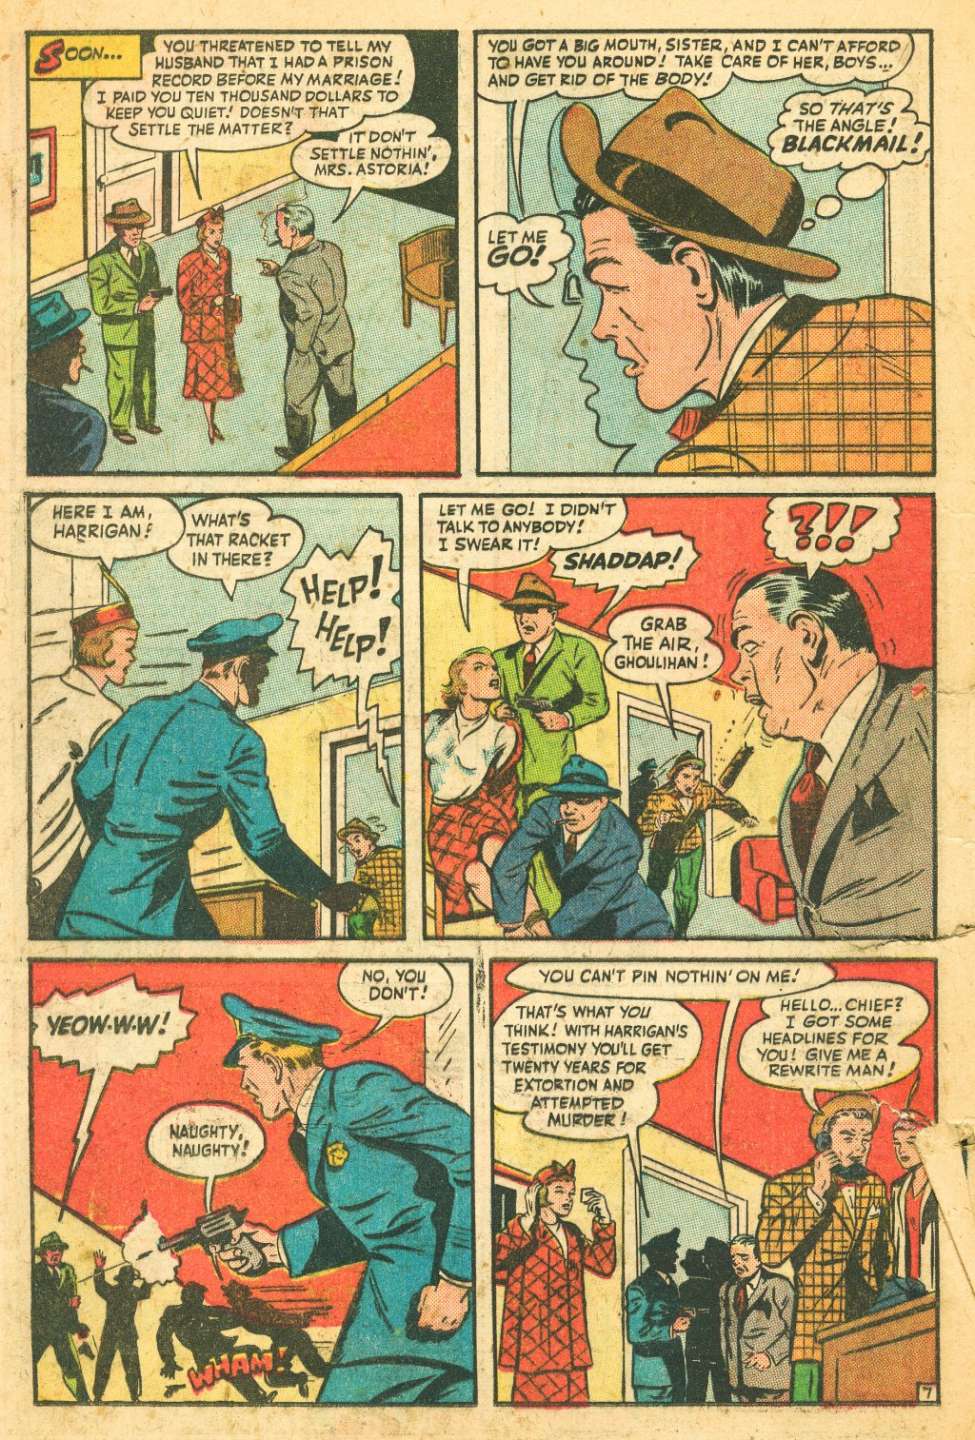 SOON...
YOU THREATENED TO TELL MY
HUSBAND THAT I HAD A PRISON
RECORD BEFORE MY MARRIAGE!
I PAID YOU TEN THOUSAND DOLLARS TO
KEEP YOU QUIET! DOESN'T THAT
SETTLE THE MATTER?
IT DON'T
SETTLE NOTHIN',
MRS. ASTORIA!
YOU GOT A BIG MOUTH, SISTER, AND I CAN'T AFFORD
TO HAVE YOU AROUND! TAKE CARE OF HER, BOYS...
AND GET RID OF THE BODY!
SO THAT'S
THE ANGLE!
BLACKMAIL!
LET ME
GO!
HERE I AM,
HARRIGAN!
WHAT'S
THAT RACKET
IN THERE?
HELP!
HELP!
LET ME GO! I DIDN'T
TALK TO ANYBODY!
I SWEAR IT!
SHADDAP!
GRAB
THE AIR,
GHOULIHAN!
?!!
YEOW-W-W!
NO, YOU
DON'T!
NAUGHTY,
NAUGHTY!
WHAM!
YOU CAN'T PIN NOTHIN' ON ME!
THAT'S WHAT YOU
THINK! WITH HARRIGAN'S
TESTIMONY YOU'LL GET
TWENTY YEARS FOR
EXTORTION AND
ATTEMPTED
MURDER!
HELLO...CHIEF?
I GOT SOME
HEADLINES FOR
YOU! GIVE ME A
REWRITE MAN!
7